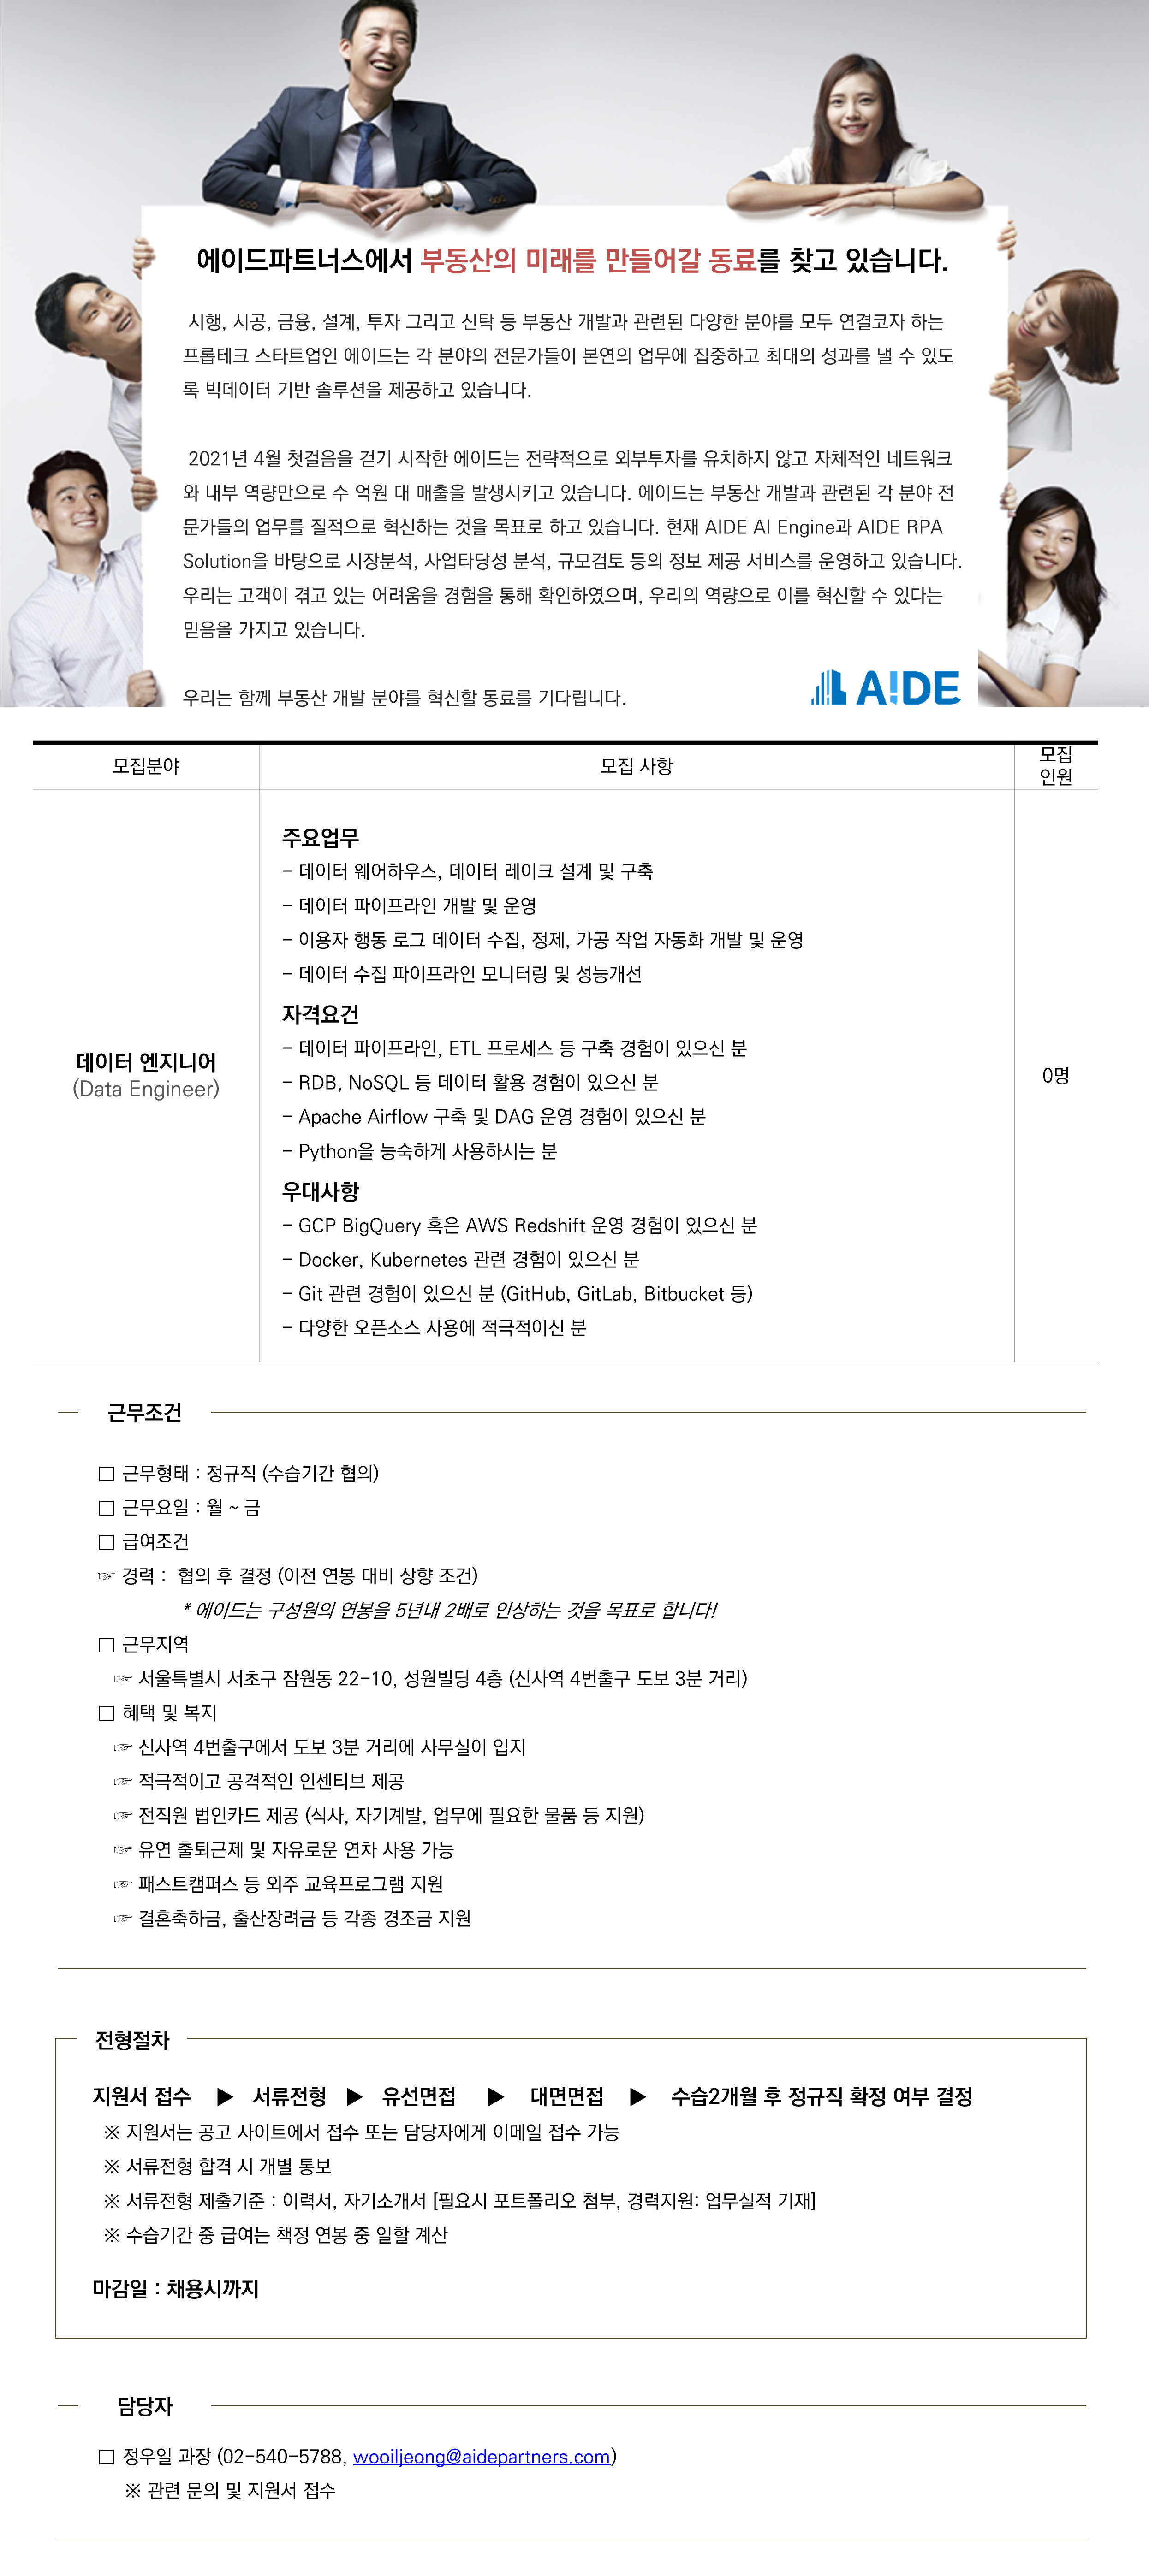 에이드파트너스에서 부동산의 미래를 만들어갈 동료를 찾고 있습니다.
시행, 시공, 금융, 설계, 투자 그리고 신탁 등 부동산 개발과 관련된 다양한 분야를 모두 연결코자 하는
프롭테크 스타트업인 에이드는 각 분야의 전문가들이 본연의 업무에 집중하고 최대의 성과를 낼 수 있도
록 빅데이터 기반 솔루션을 제공하고 있습니다.
2021년 4월 첫걸음을 걷기 시작한 에이드는 전략적으로 외부투자를 유치하지 않고 자체적인 네트워크
와 내부 역량만으로 수 억원 대 매출을 발생시키고 있습니다. 에이드는 부동산 개발과 관련된 각 분야 전
문가들의 업무를 질적으로 혁신하는 것을 목표로 하고 있습니다. 현재 AIDE AI Engine과 AIDE RPA
Solution을 바탕으로 시장분석, 사업타당성 분석, 규모검토 등의 정보 제공 서비스를 운영하고 있습니다.
우리는 고객이 겪고 있는 어려움을 경험을 통해 확인하였으며, 우리의 역량으로 이를 혁신할 수 있다는
믿음을 가지고 있습니다.
우리는 함께 부동산 개발 분야를 혁신할 동료를 기다립니다.
A!DE
모집분야
모집 사항
모집
인원
데이터 엔지니어
(Data Engineer)
주요업무
- 데이터 웨어하우스, 데이터 레이크 설계 및 구축
- 데이터 파이프라인 개발 및 운영
- 이용자 행동 로그 데이터 수집, 정제, 가공 작업 자동화 개발 및 운영
- 데이터 수집 파이프라인 모니터링 및 성능개선
자격요건
- 데이터 파이프라인, ETL 프로세스 등 구축 경험이 있으신 분
- RDB, NoSQL 등 데이터 활용 경험이 있으신 분
- Apache Airflow 구축 및 DAG 운영 경험이 있으신 분
- Python을 능숙하게 사용하시는 분
우대사항
- GCP BigQuery 혹은 AWS Redshift 운영 경험이 있으신 분
- Docker, Kubernetes 관련 경험이 있으신 분
- Git 관련 경험이 있으신 분 (GitHub, GitLab, Bitbucket 등)
- 다양한 오픈소스 사용에 적극적이신 분
0명
근무조건
□ 근무형태 : 정규직 (수습기간 협의)
□ 근무요일 : 월 ~ 금
□ 급여조건
☞ 경력 : 협의 후 결정 (이전 연봉 대비 상향 조건)
* 에이드는 구성원의 연봉을 5년내 2배로 인상하는 것을 목표로 합니다!
□ 근무지역
☞ 서울특별시 서초구 잠원동 22-10, 성원빌딩 4층 (신사역 4번출구 도보 3분 거리)
□ 혜택 및 복지
☞ 신사역 4번출구에서 도보 3분 거리에 사무실이 입지
☞ 적극적이고 공격적인 인센티브 제공
☞ 전직원 법인카드 제공 (식사, 자기계발, 업무에 필요한 물품 등 지원)
☞ 유연 출퇴근제 및 자유로운 연차 사용 가능
☞ 패스트캠퍼스 등 외주 교육프로그램 지원
☞ 결혼축하금, 출산장려금 등 각종 경조금 지원
전형절차
지원서 접수 ▶ 서류전형 ▶ 유선면접 ▶ 대면면접 ▶ 수습2개월 후 정규직 확정 여부 결정
※ 지원서는 공고 사이트에서 접수 또는 담당자에게 이메일 접수 가능
※ 서류전형 합격 시 개별 통보
※ 서류전형 제출기준 : 이력서, 자기소개서 [필요시 포트폴리오 첨부, 경력지원: 업무실적 기재]
※ 수습기간 중 급여는 책정 연봉 중 일할 계산
마감일 : 채용시까지
담당자
□ 정우일 과장 (02-540-5788, wooiljeong@aidepartners.com)
※ 관련 문의 및 지원서 접수